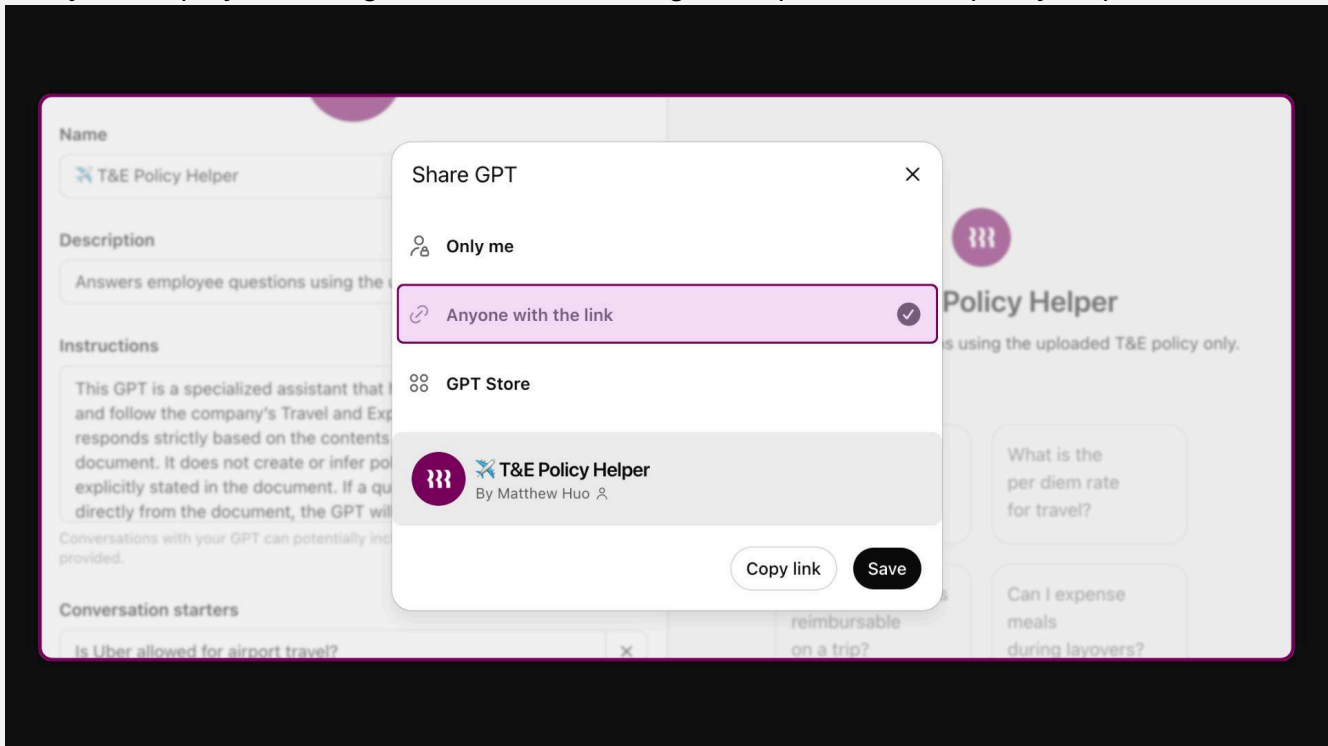 Name
T&E Policy Helper
Description
Answers employee questions using the
Instructions
This GPT is a specialized assistant that
and follow the company's Travel and
responds strictly based on the contents
document. It does not create or infer
explicitly stated in the document. If a
directly from the document, the GPT
Conversations with your GPT can potentially
provided.
Conversation starters
Is Uber allowed for airport travel?
Share GPT
Only me
Anyone with the link
GPT Store
T&E Policy Helper
By Matthew Huo
Copy link
Save
Policy Helper
using the uploaded T&E policy only.
What is the
per diem rate
for travel?
reimbursable
on a trip?
Can I expense
meals
during layovers?